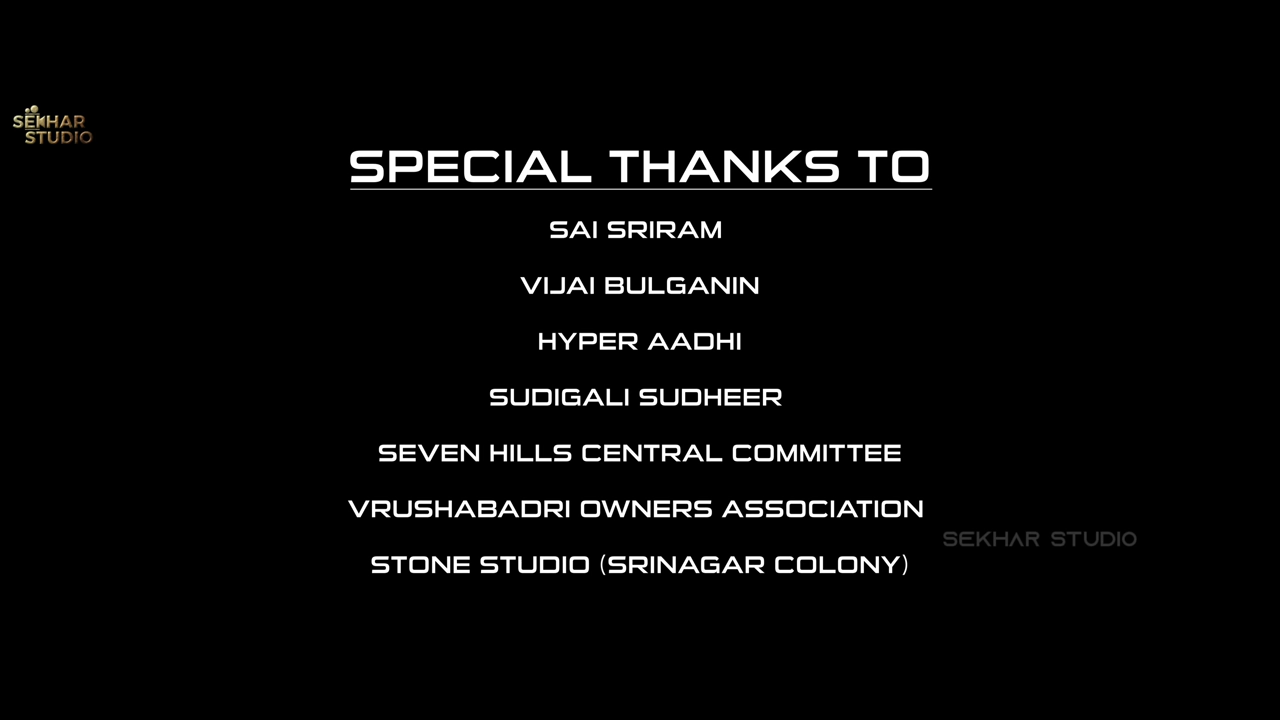 SEKHAR
STUDIO
SPECIAL THANKS TO
SAI SRIRAM
VIJAI BULGANIN
HYPER AADHI
SUDIGALI SUDHEER
SEVEN HILLS CENTRAL COMMITTEE
VRUSHABADRI OWNERS ASSOCIATION
SEKHAR STUDIO
STONE STUDIO (SRINAGAR COLONY)